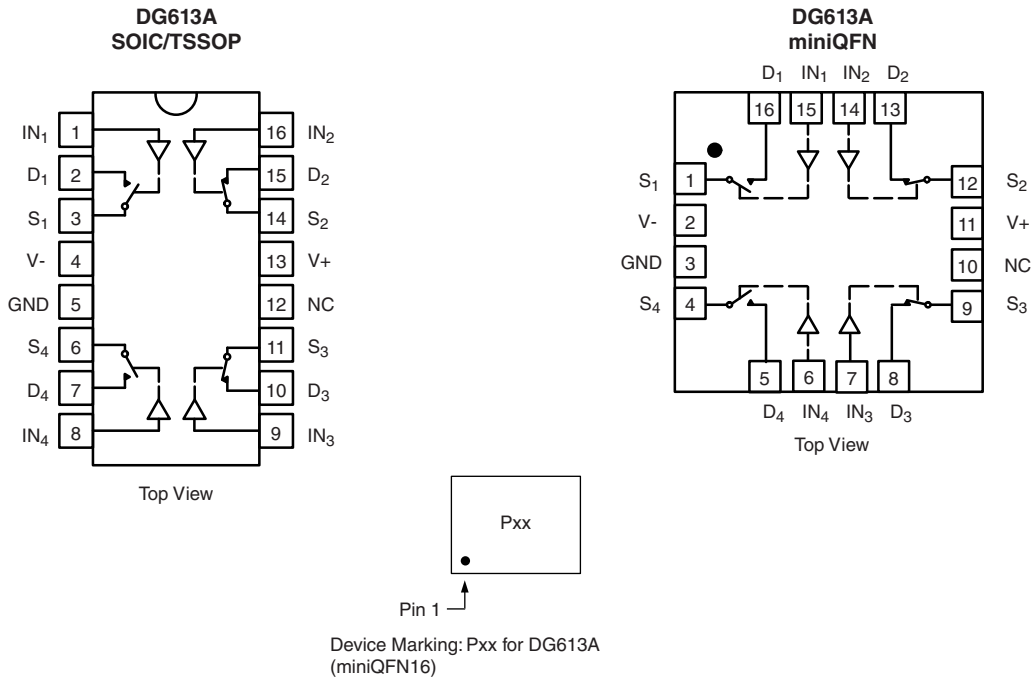 DG613A
SOIC/TSSOP
IN1 1 16 IN2
D1 2 15 D2
S1 3 14 S2
V- 4 13 V+
GND 5 12 NC
S4 6 11 S3
D4 7 10 D3
IN4 8 9 IN3
Top View
DG613A
miniQFN
D1 IN1 IN2 D2
16 15 14 13
S1 1 12 S2
V- 2 11 V+
GND 3 10 NC
S4 4 9 S3
5 6 7 8
D4 IN4 IN3 D3
Top View
Pxx
Pin 1
Device Marking: Pxx for DG613A
(miniQFN16)